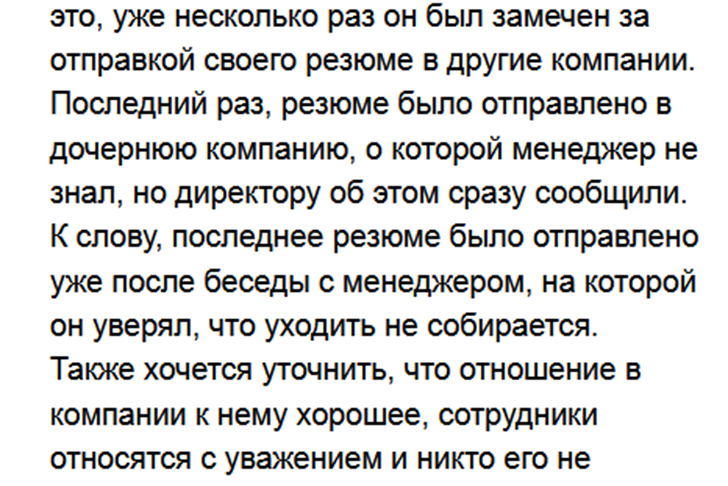 это, уже несколько раз он был замечен за
отправкой своего резюме в другие компании.
Последний раз, резюме было отправлено в
дочернюю компанию, о которой менеджер не
знал, но директору об этом сразу сообщили.
К слову, последнее резюме было отправлено
уже после беседы с менеджером, на которой
он уверял, что уходить не собирается.
Также хочется уточнить, что отношение в
компании к нему хорошее, сотрудники
относятся с уважением и никто его не